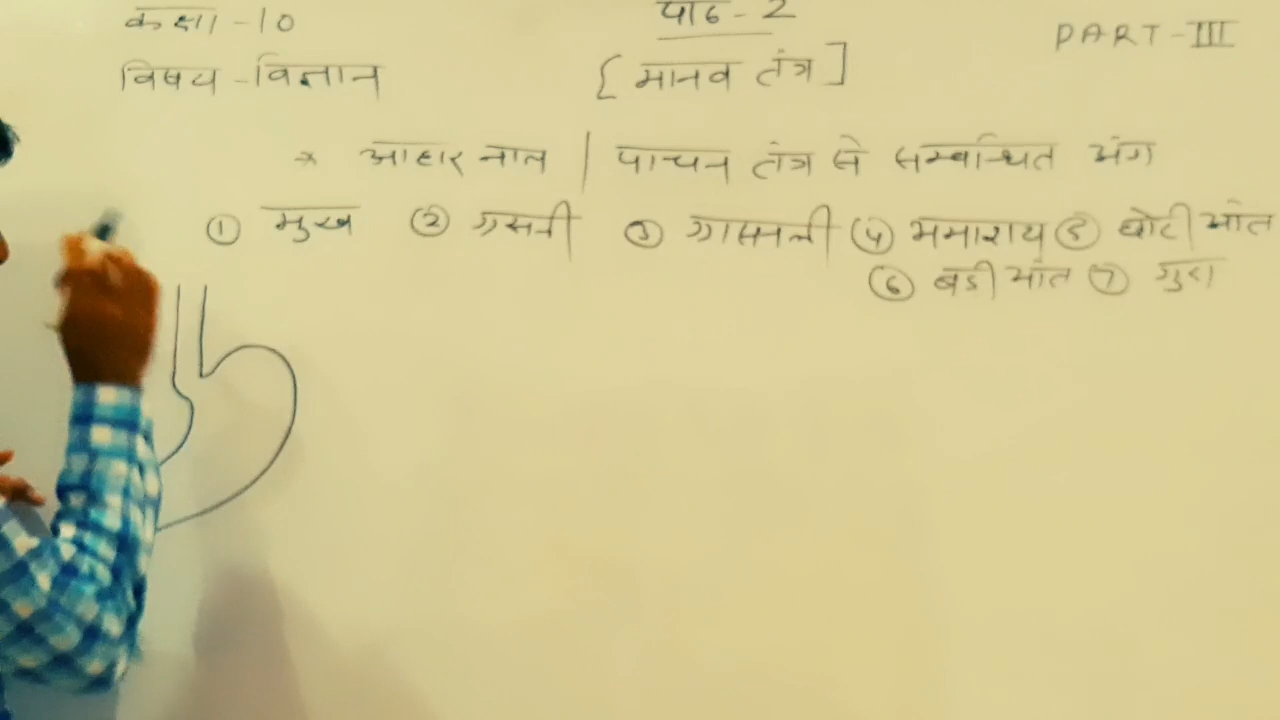 कक्षा - 10
पाठ - 2
PART - III
विषय - विज्ञान
[ मानव तंत्र ]
* आहार नाल | पाचन तंत्र से सम्बन्धित अंग
① मुख ② ग्रसनी ③ ग्रासनली ④ अमाशय ⑤ छोटी आंत
⑥ बडी आंत ⑦ गुदा